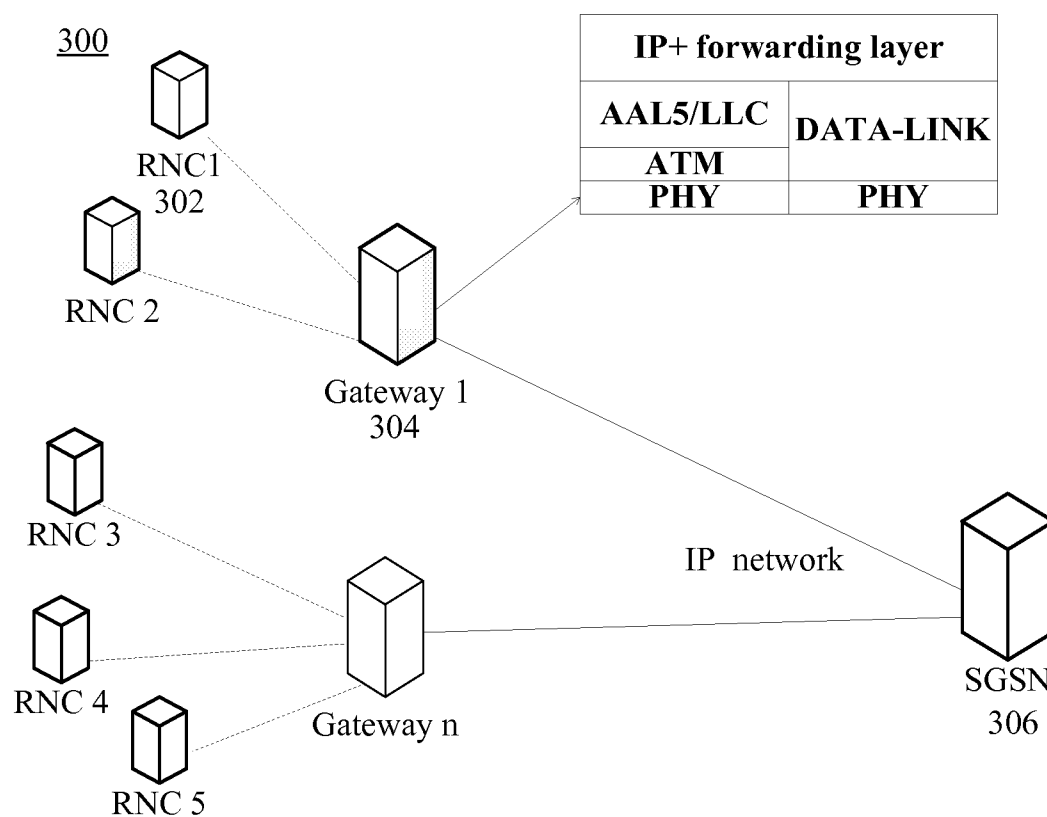 300
IP+ forwarding layer
AAL5/LLC
DATA-LINK
ATM
PHY
PHY
RNC1
302
RNC 2
Gateway 1
304
RNC 3
IP network
RNC 4
Gateway n
SGSN
306
RNC 5